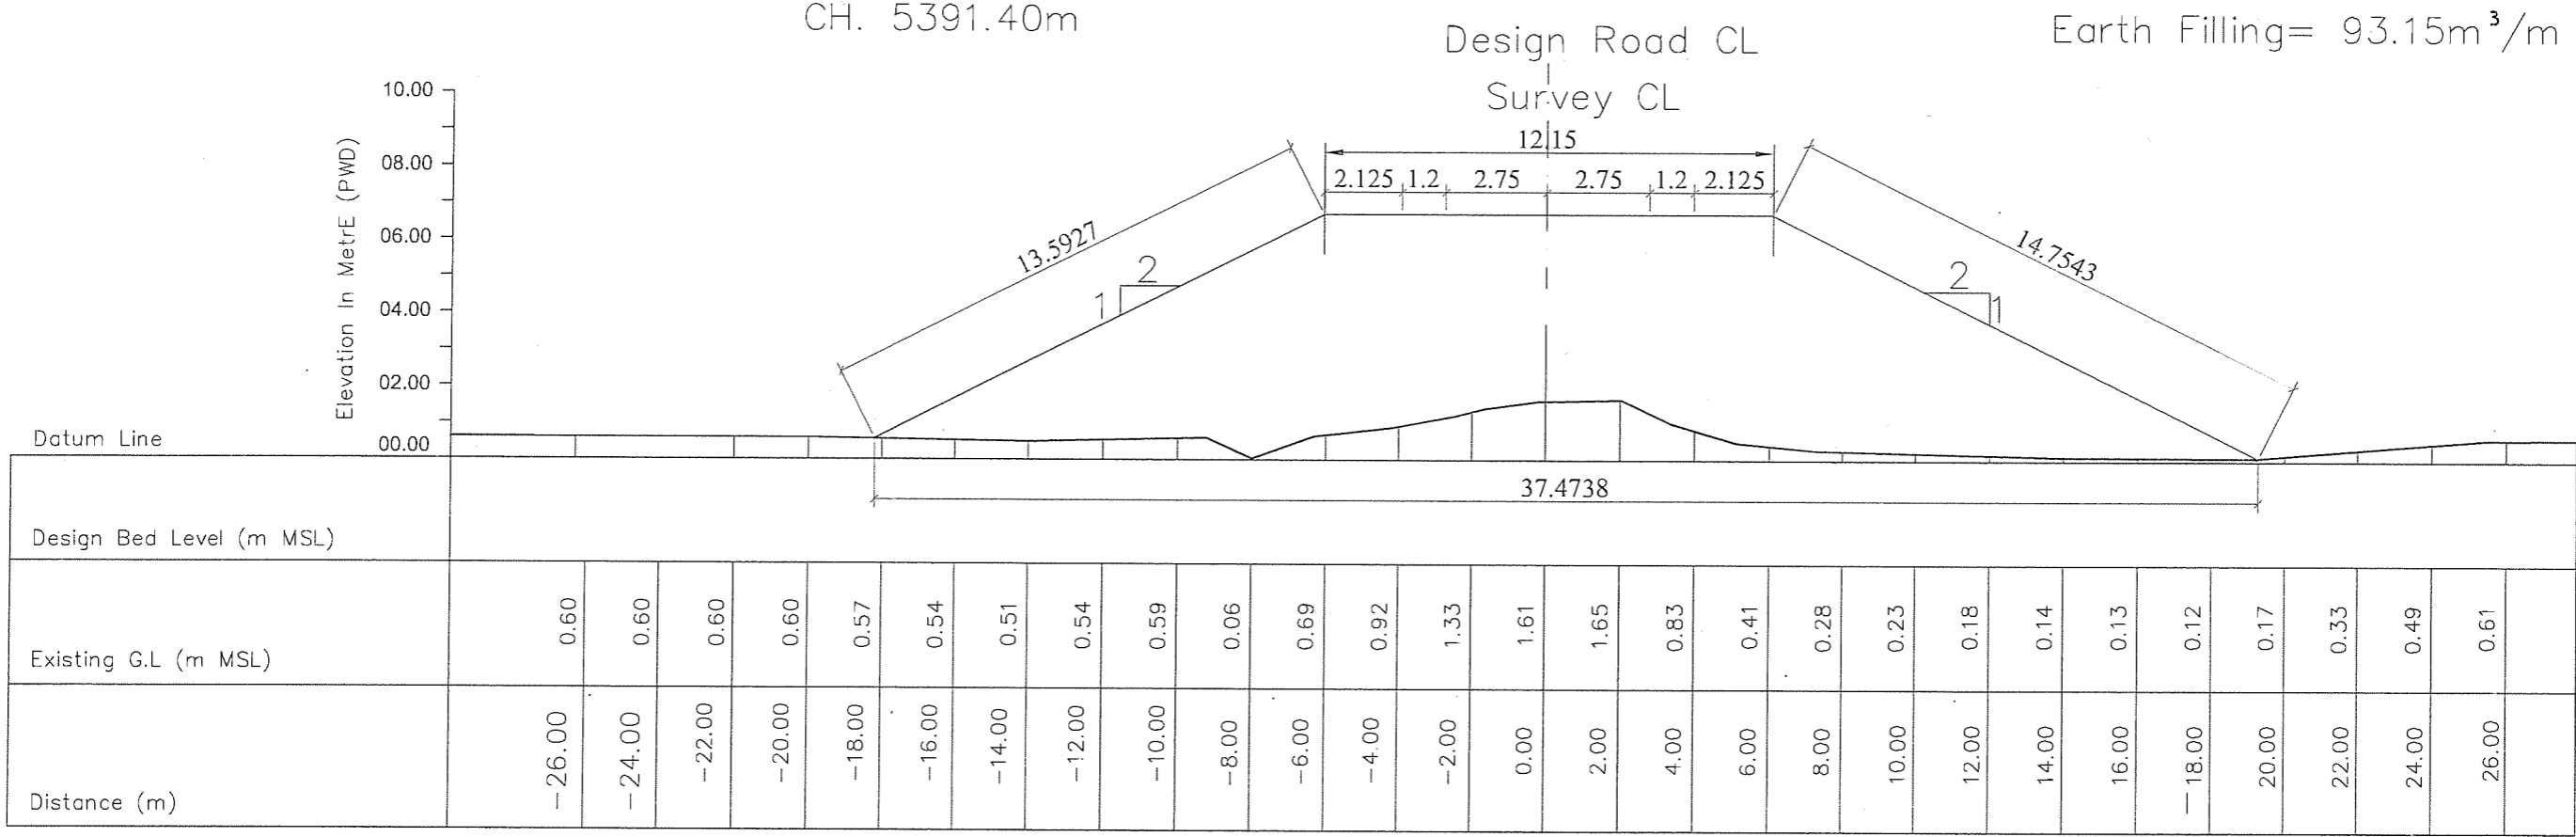 CH. 5391.40m
Design Road CL
Earth Filling= 93.15m³/m
Survey CL
10.00
08.00
06.00
04.00
02.00
00.00
Elevation In MetrE (PWD)
12.15
2.125 1.2 2.75 2.75 1.2 2.125
13.5927
14.7543
2
1
2
1
Datum Line
37.4738
Design Bed Level (m MSL)
Existing G.L (m MSL) 0.60 0.60 0.60 0.60 0.57 0.54 0.51 0.54 0.59 0.06 0.69 0.92 1.33 1.61 1.65 0.83 0.41 0.28 0.23 0.18 0.14 0.13 0.12 0.17 0.33 0.49 0.61
Distance (m) -26.00 -24.00 -22.00 -20.00 -18.00 -16.00 -14.00 -12.00 -10.00 -8.00 -6.00 -4.00 -2.00 0.00 2.00 4.00 6.00 8.00 10.00 12.00 14.00 16.00 -18.00 20.00 22.00 24.00 26.00